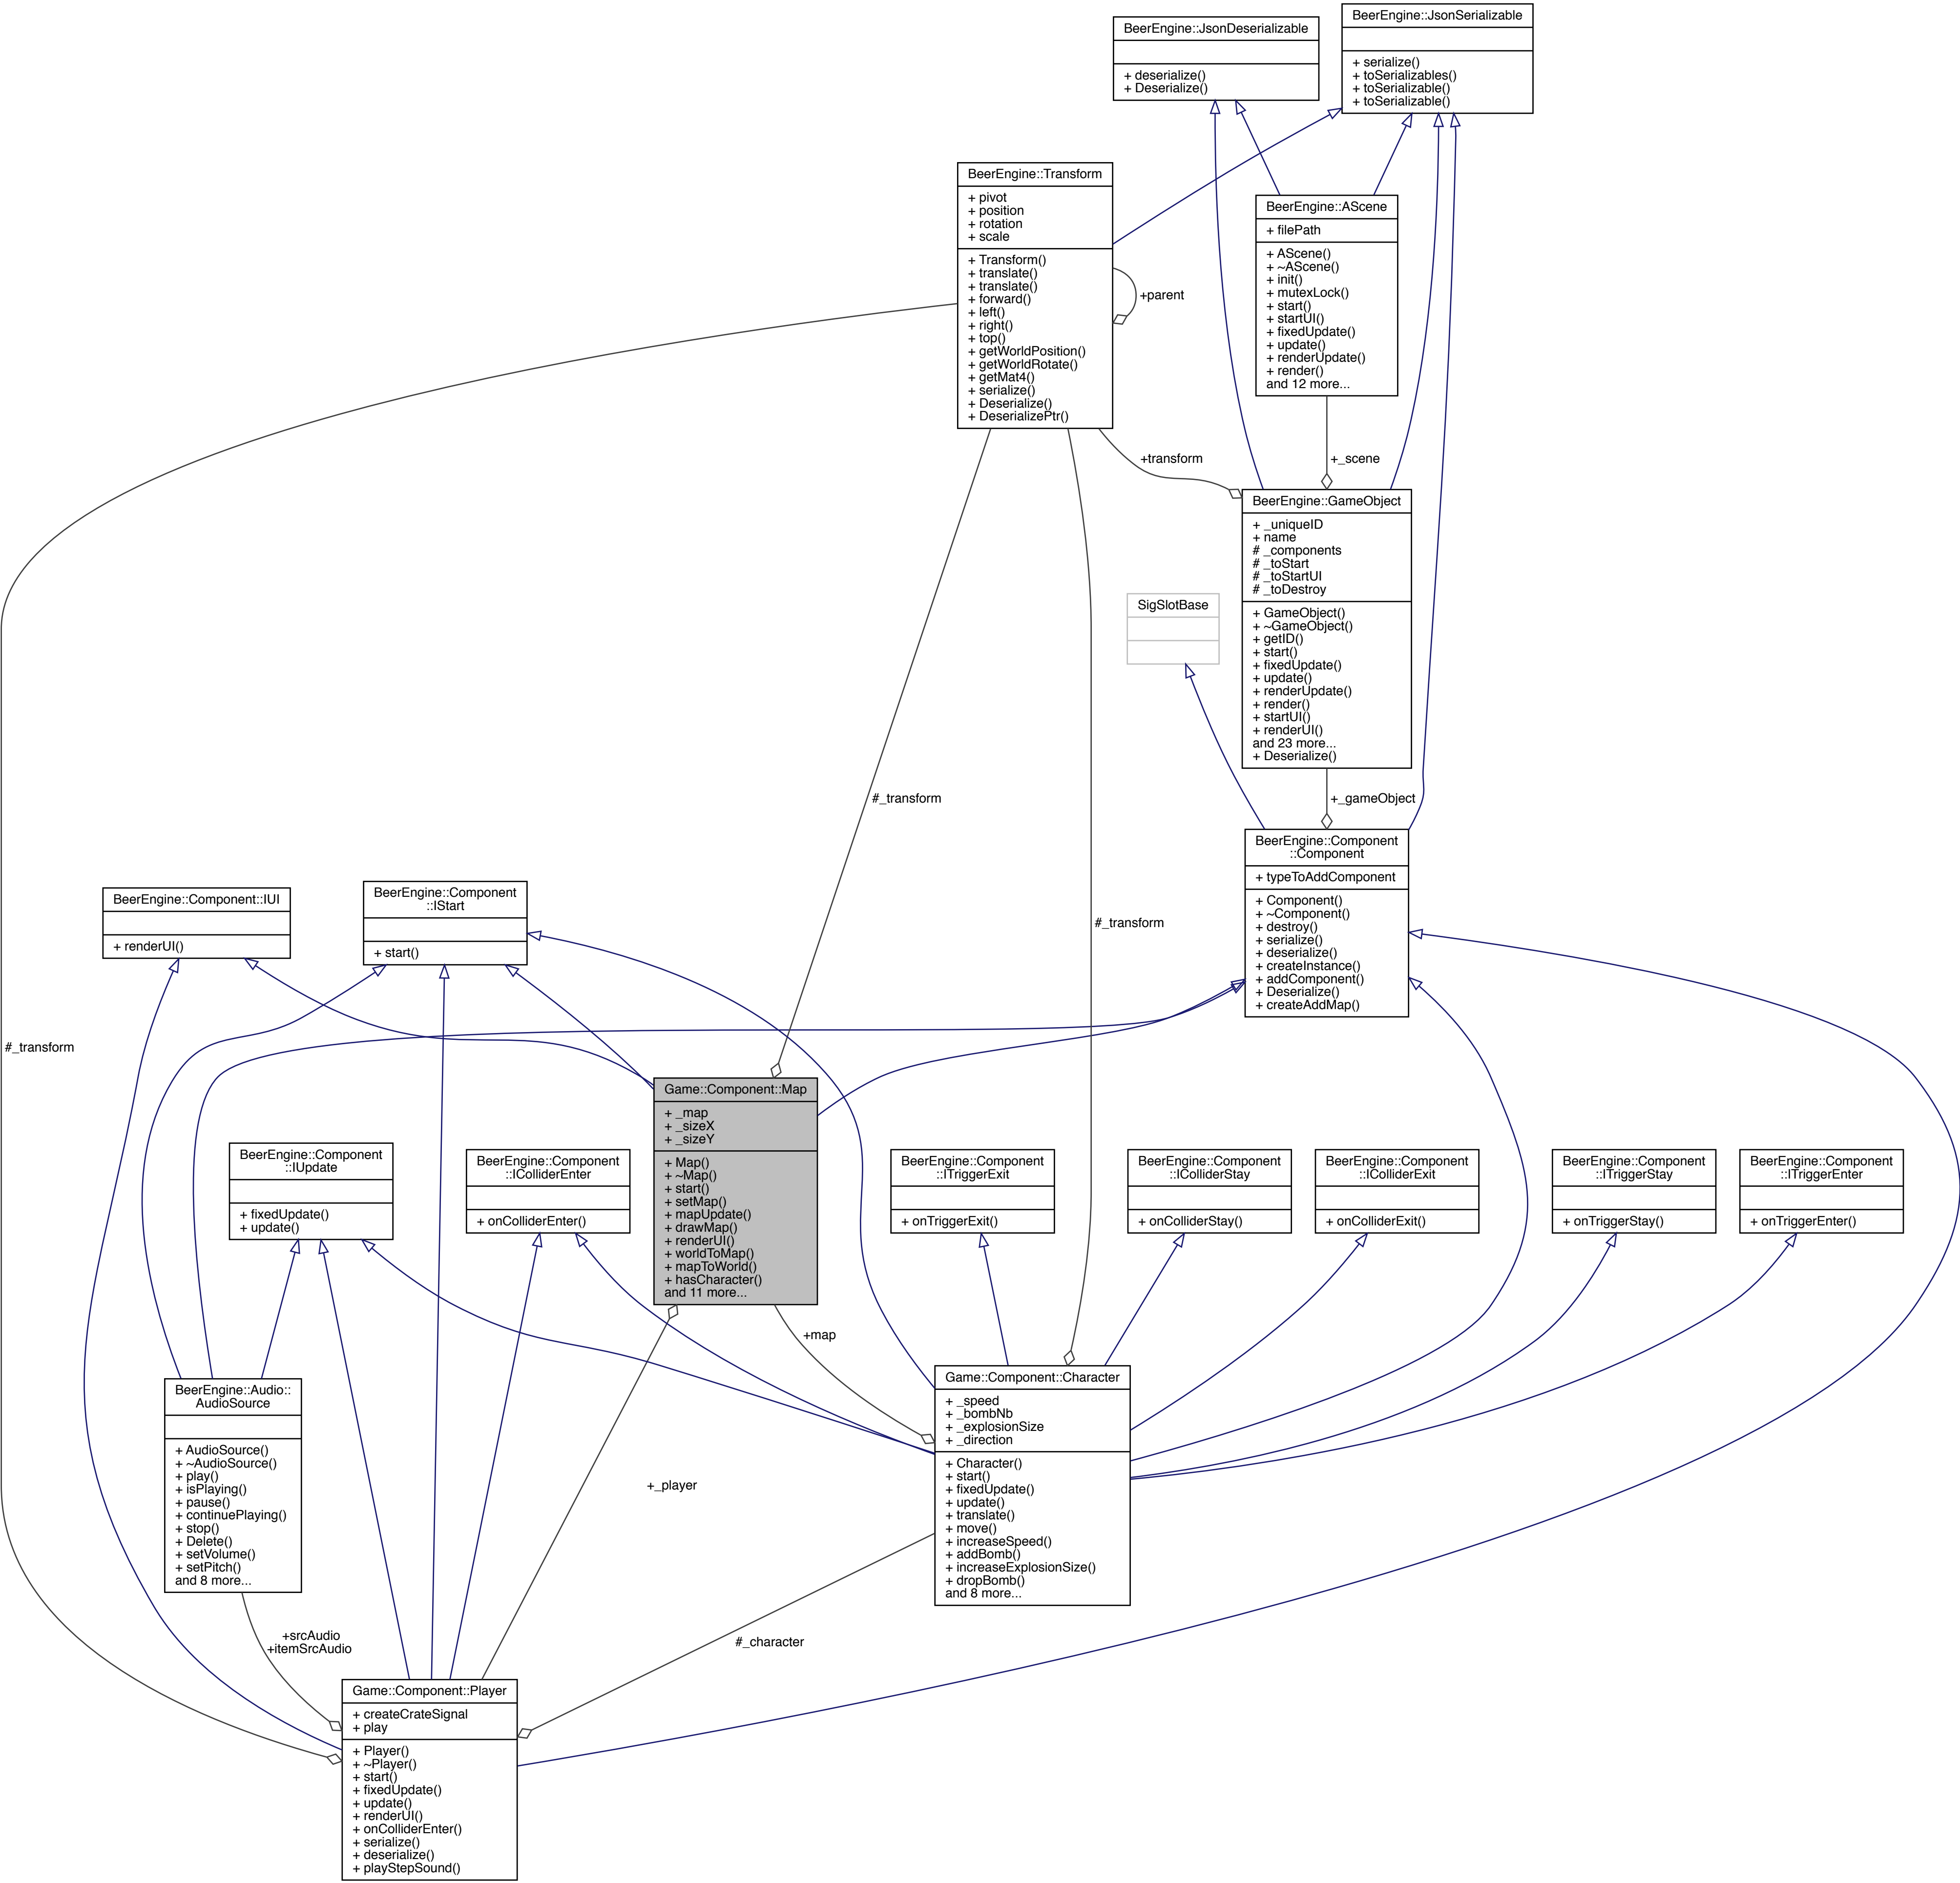 BeerEngine::JsonDeserializable
+ deserialize()
+ Deserialize()
BeerEngine::JsonSerializable
+ serialize()
+ toSerializables()
+ toSerializable()
+ toSerializable()
BeerEngine::Transform
+ pivot
+ position
+ rotation
+ scale
+ Transform()
+ translate()
+ translate()
+ forward()
+ left()
+ right()
+ top()
+ getWorldPosition()
+ getWorldRotate()
+ getMat4()
+ serialize()
+ Deserialize()
+ DeserializePtr()
+parent
BeerEngine::AScene
+ filePath
+ AScene()
+ ~AScene()
+ init()
+ mutexLock()
+ start()
+ startUI()
+ fixedUpdate()
+ update()
+ renderUpdate()
+ render()
and 12 more...
+transform
+_scene
BeerEngine::GameObject
+ _uniqueID
+ name
# _components
# _toStart
# _toStartUI
# _toDestroy
+ GameObject()
+ ~GameObject()
+ getID()
+ start()
+ fixedUpdate()
+ update()
+ renderUpdate()
+ render()
+ startUI()
+ renderUI()
and 23 more...
+ Deserialize()
SigSlotBase
#_transform
+_gameObject
BeerEngine::Component
::Component
+ typeToAddComponent
+ Component()
+ ~Component()
+ destroy()
+ serialize()
+ deserialize()
+ createInstance()
+ addComponent()
+ Deserialize()
+ createAddMap()
BeerEngine::Component::IUI
+ renderUI()
BeerEngine::Component
::IStart
+ start()
#_transform
#_transform
Game::Component::Map
+ _map
+ _sizeX
+ _sizeY
+ Map()
+ ~Map()
+ start()
+ setMap()
+ mapUpdate()
+ drawMap()
+ renderUI()
+ worldToMap()
+ mapToWorld()
+ hasCharacter()
and 11 more...
BeerEngine::Component
::IUpdate
+ fixedUpdate()
+ update()
BeerEngine::Component
::IColliderEnter
+ onColliderEnter()
BeerEngine::Component
::ITriggerExit
+ onTriggerExit()
BeerEngine::Component
::IColliderStay
+ onColliderStay()
BeerEngine::Component
::IColliderExit
+ onColliderExit()
BeerEngine::Component
::ITriggerStay
+ onTriggerStay()
BeerEngine::Component
::ITriggerEnter
+ onTriggerEnter()
+map
BeerEngine::Audio::
AudioSource
+ AudioSource()
+ ~AudioSource()
+ play()
+ isPlaying()
+ pause()
+ continuePlaying()
+ stop()
+ Delete()
+ setVolume()
+ setPitch()
and 8 more...
Game::Component::Character
+ _speed
+ _bombNb
+ _explosionSize
+ _direction
+ Character()
+ start()
+ fixedUpdate()
+ update()
+ translate()
+ move()
+ increaseSpeed()
+ addBomb()
+ increaseExplosionSize()
+ dropBomb()
and 8 more...
+_player
+srcAudio
+itemSrcAudio
#_character
Game::Component::Player
+ createCrateSignal
+ play
+ Player()
+ ~Player()
+ start()
+ fixedUpdate()
+ update()
+ renderUI()
+ onColliderEnter()
+ serialize()
+ deserialize()
+ playStepSound()